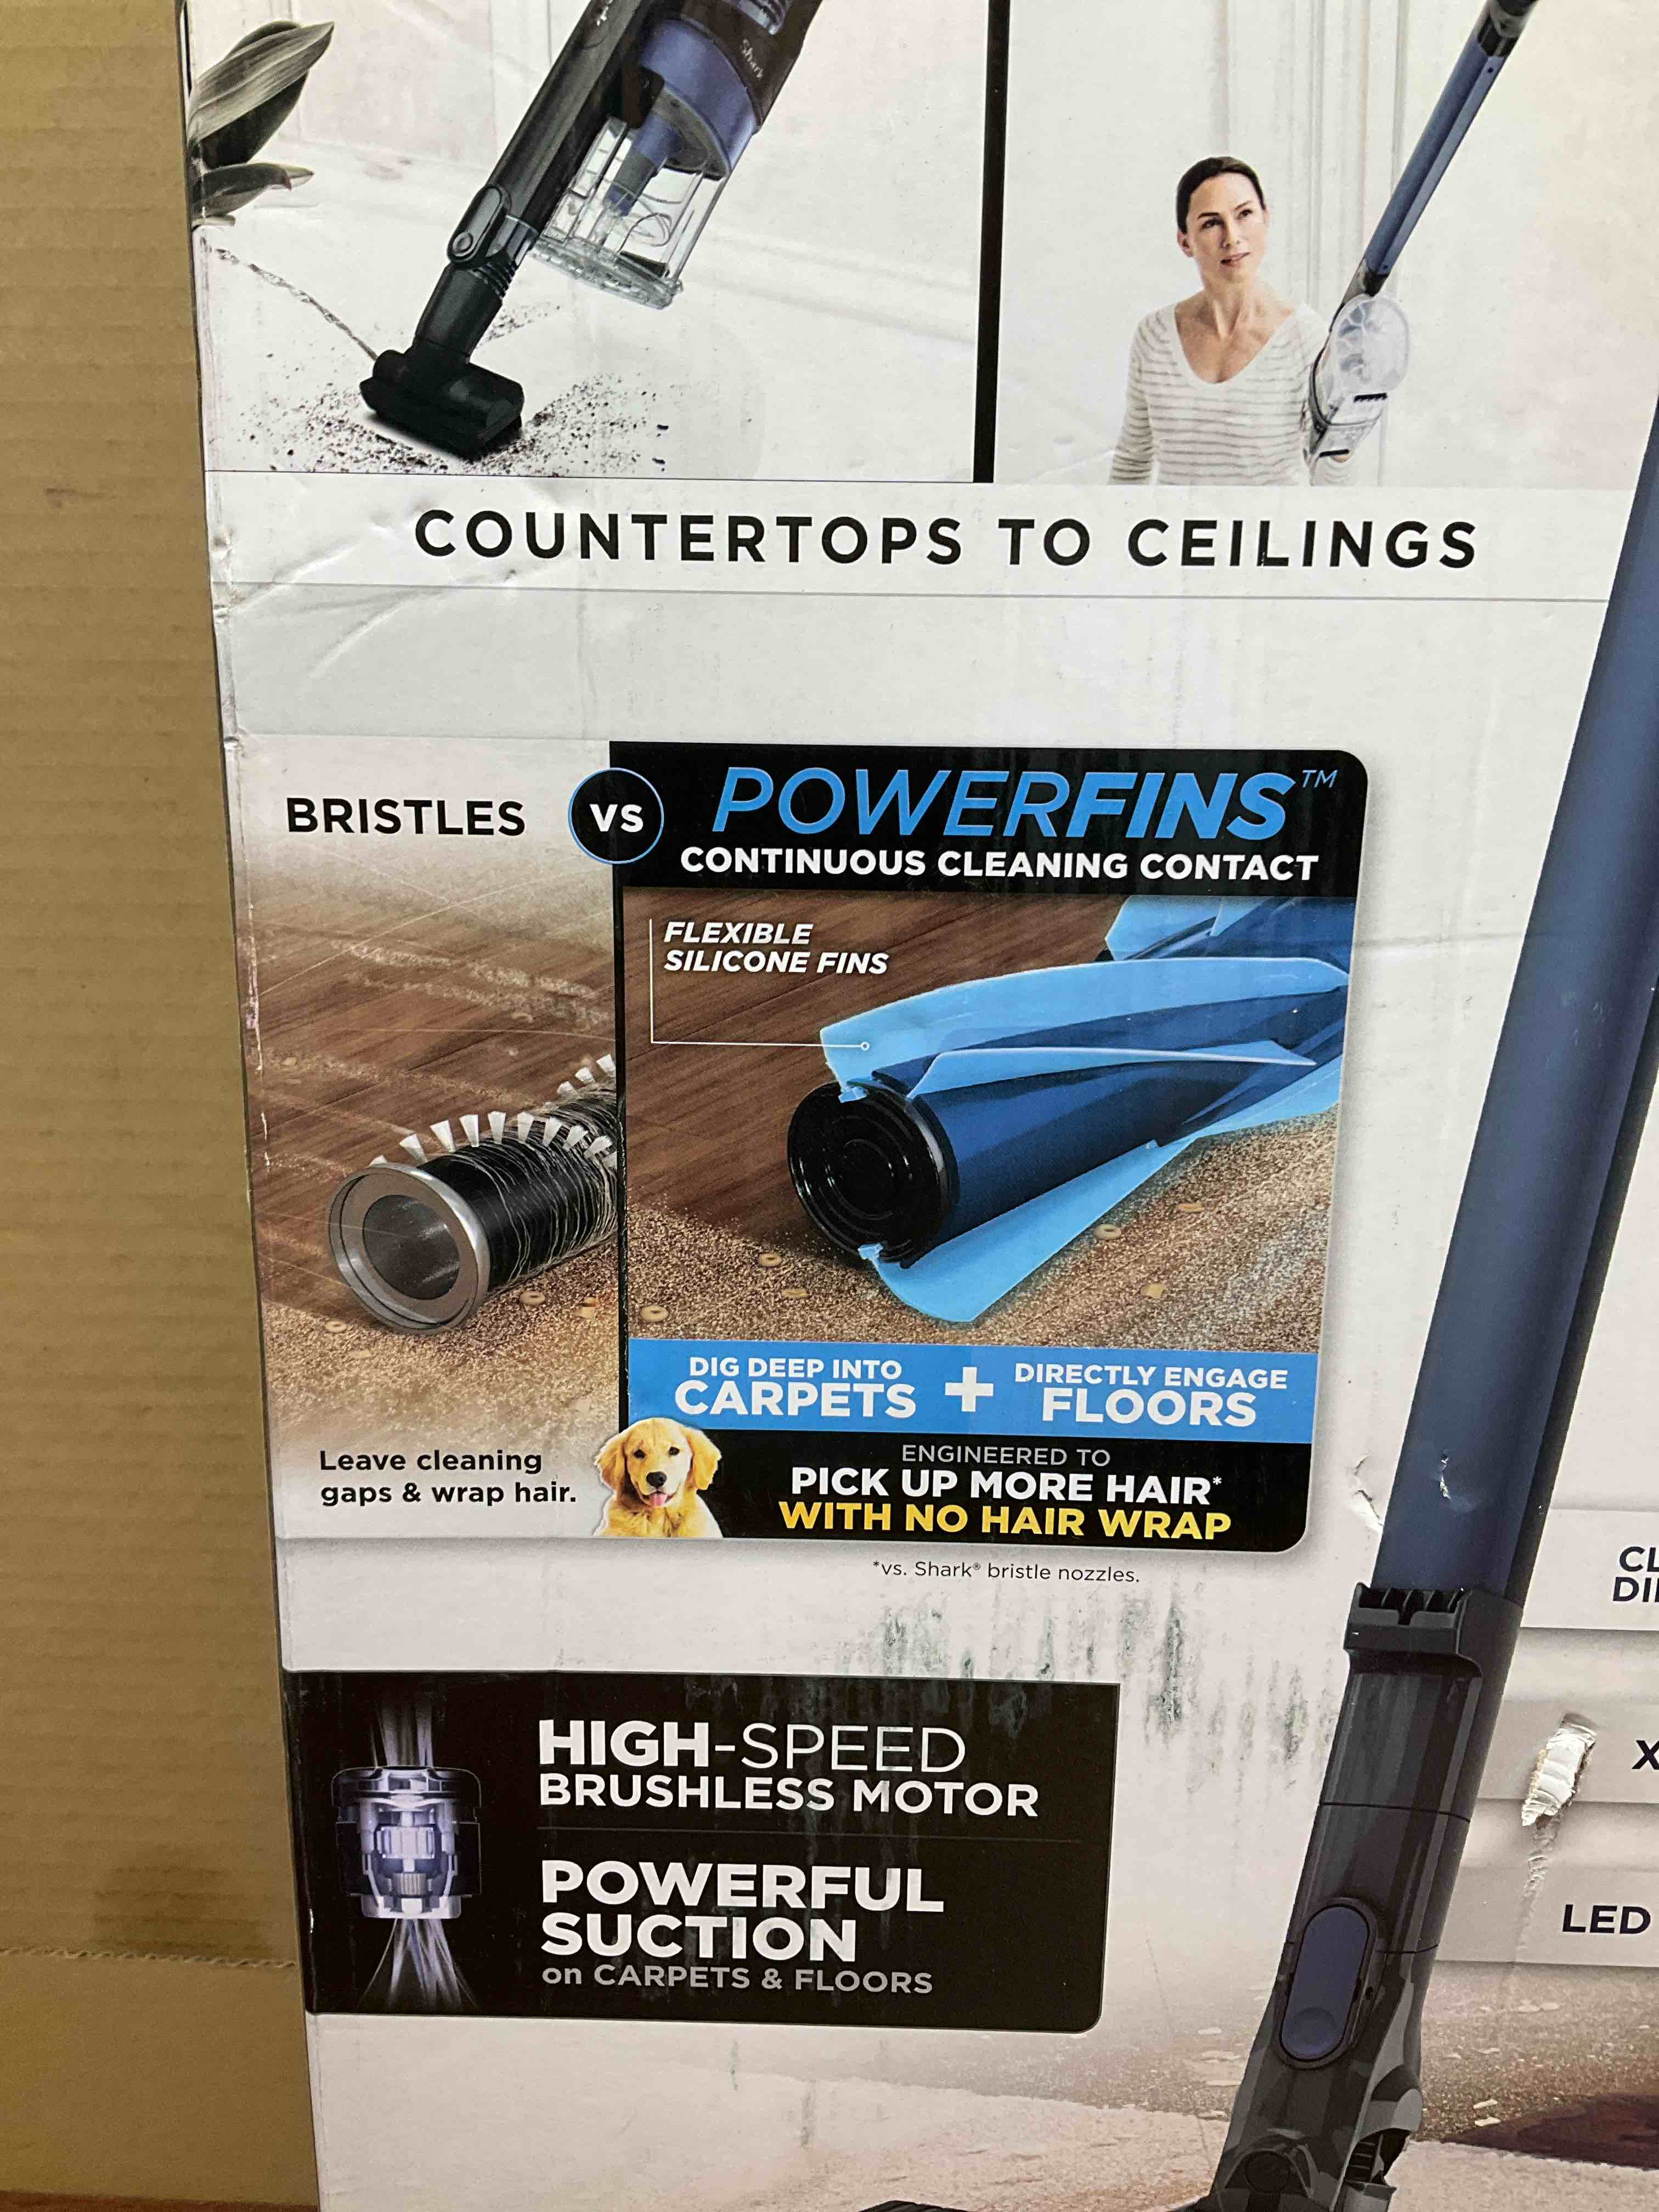 Shark
COUNTERTOPS TO CEILINGS
BRISTLES
VS
POWERFINS™
CONTINUOUS CLEANING CONTACT
FLEXIBLE
SILICONE FINS
DIG DEEP INTO
CARPETS
+
DIRECTLY ENGAGE
FLOORS
Leave cleaning
gaps & wrap hair.
ENGINEERED TO
PICK UP MORE HAIR*
WITH NO HAIR WRAP
*vs. Shark® bristle nozzles.
HIGH-SPEED
BRUSHLESS MOTOR
POWERFUL
SUCTION
on CARPETS & FLOORS
LED